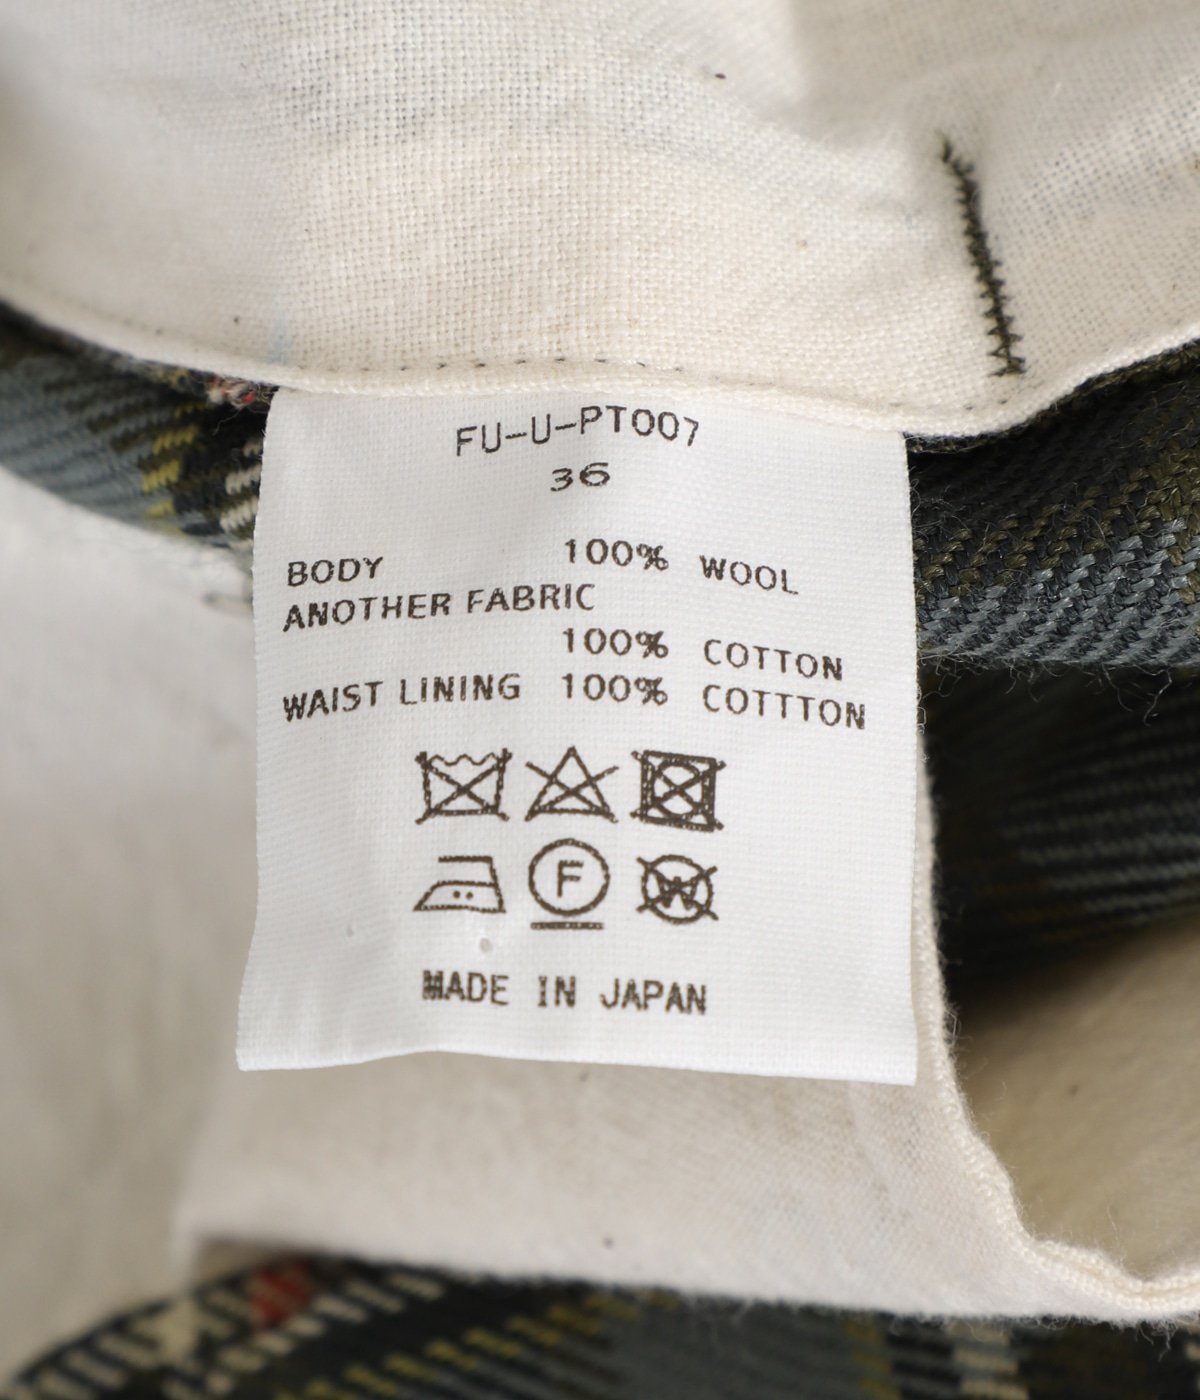 FU-U-PT007
36
BODY 100% WOOL
ANOTHER FABRIC
100% COTTON
WAIST LINING 100% COTTTON
F
W
MADE IN JAPAN